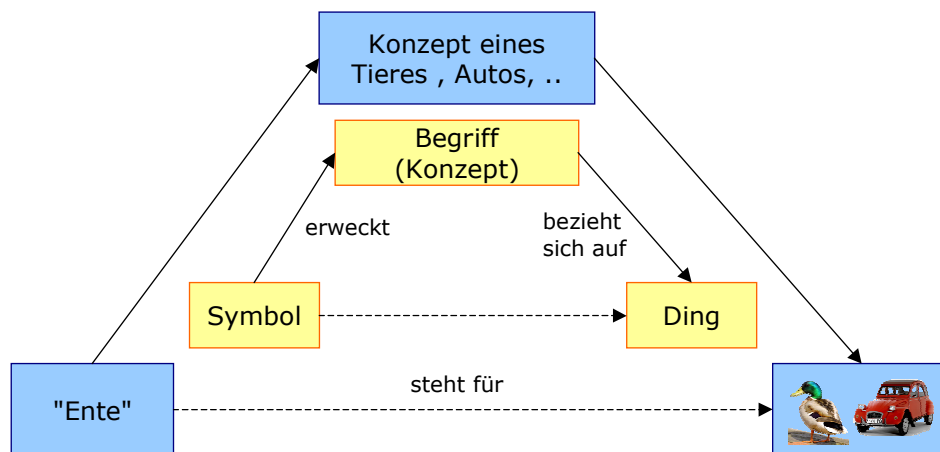 Konzept eines
Tieres , Autos, ..
Begriff
(Konzept)
erweckt
bezieht
sich auf
Symbol
Ding
steht für
"Ente"